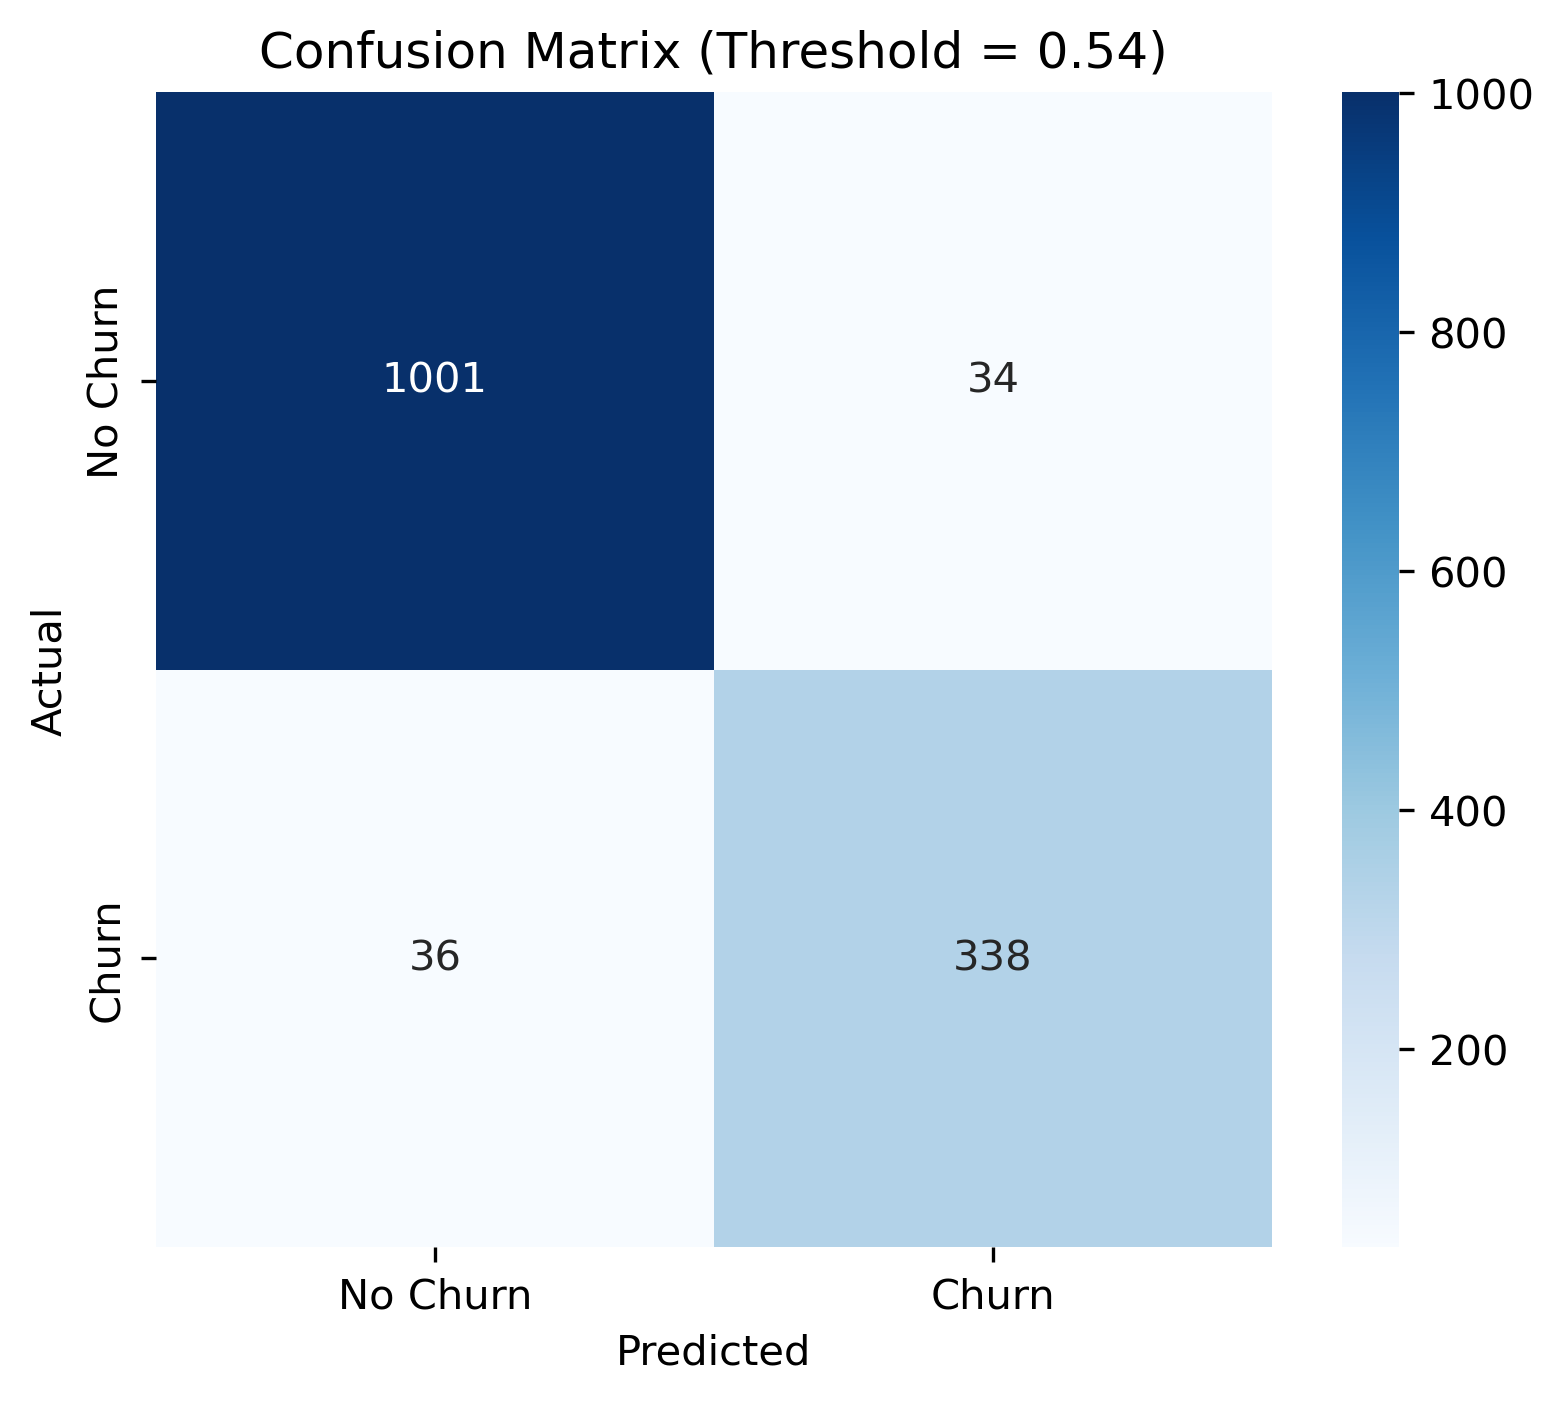 Confusion Matrix (Threshold = 0.54)
Actual
No Churn
1001
34
Churn
36
338
No Churn
Churn
Predicted
1000
800
600
400
200